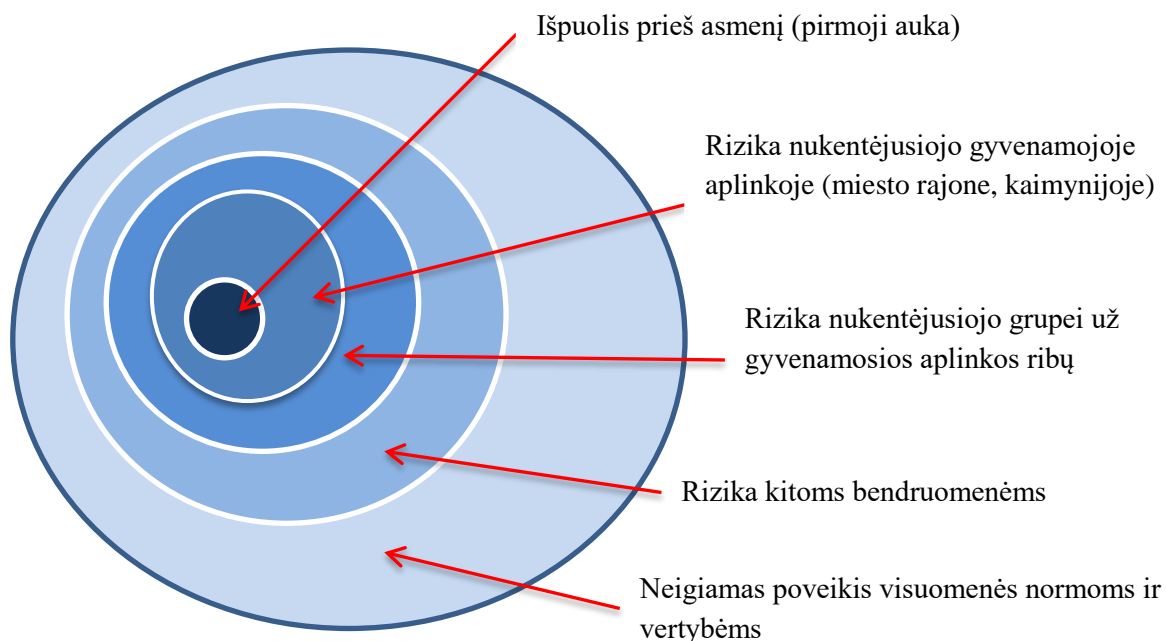 Išpuolis prieš asmenį (pirmoji auka)
Rizika nukentėjusiojo gyvenamojoje
aplinkoje (miesto rajone, kaimynijoje)
Rizika nukentėjusiojo grupei už
gyvenamosios aplinkos ribų
Rizika kitoms bendruomenėms
Neigiamas poveikis visuomenės normoms ir
vertybėms